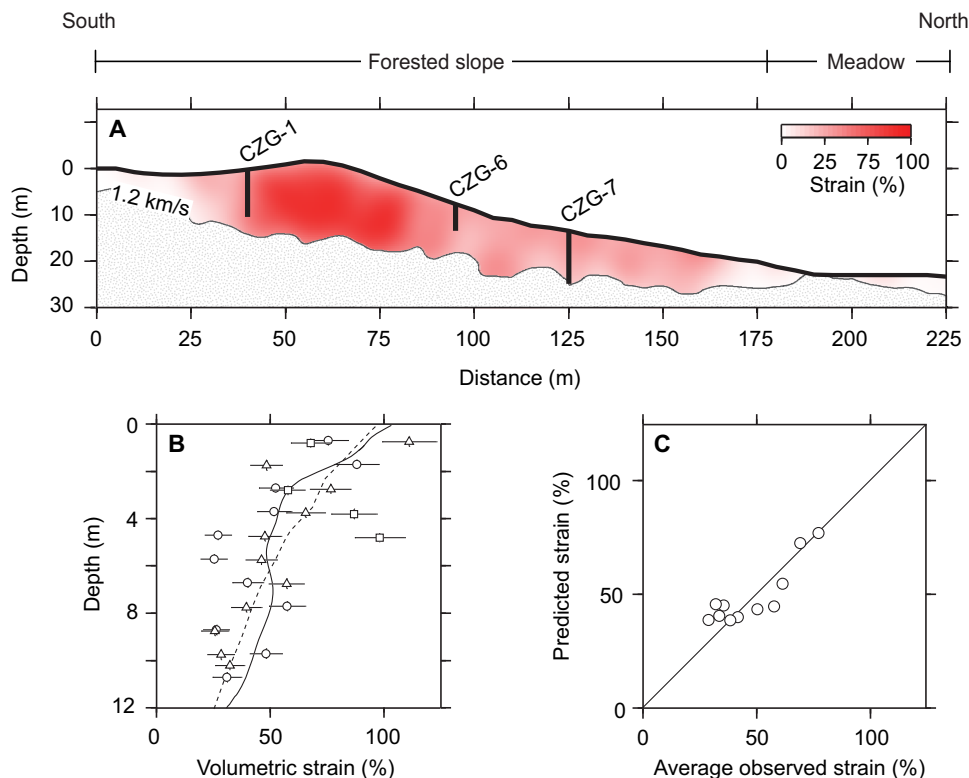 South North
Forested slope Meadow
A
CZG-1
CZG-6
CZG-7
0 25 75 100
Strain (%)
1.2 km/s
Depth (m)
0
10
20
30
0 25 50 75 100 125 150 175 200 225
Distance (m)
B
Depth (m)
0
4
8
12
0 50 100
Volumetric strain (%)
C
Predicted strain (%)
100
50
0
0 50 100
Average observed strain (%)